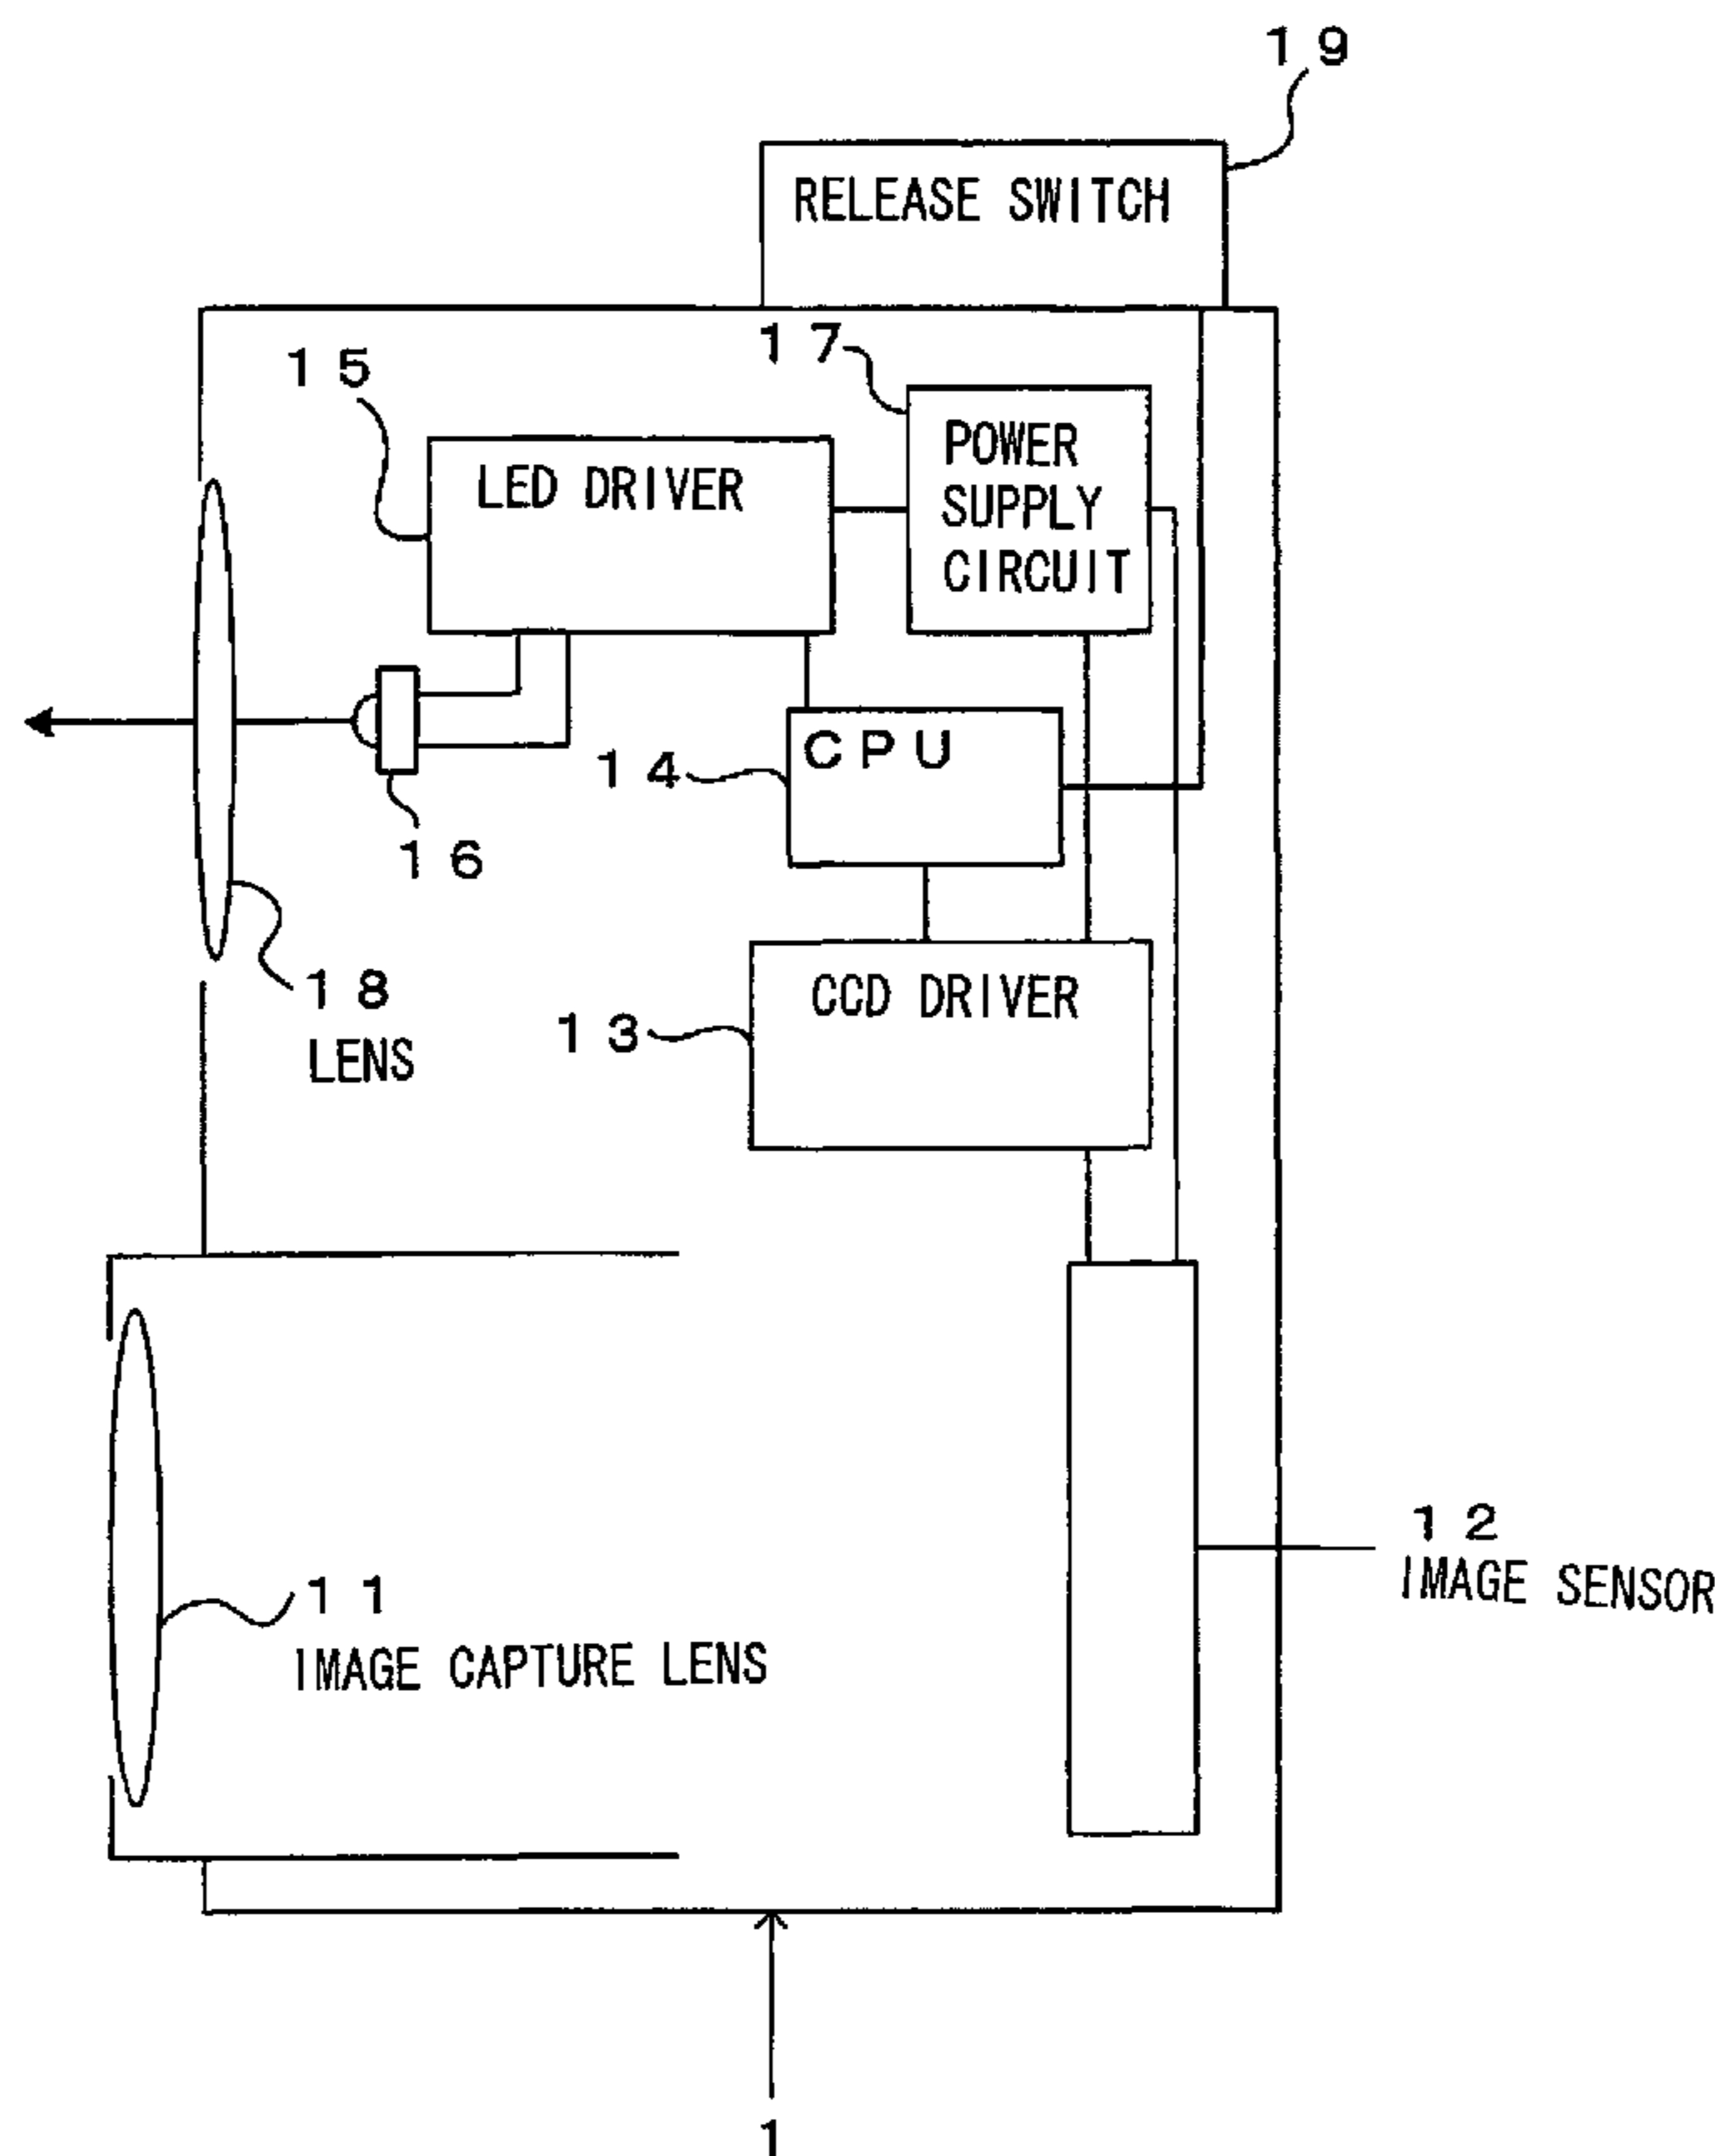 19
RELEASE SWITCH
17
15
POWER
SUPPLY
CIRCUIT
LED DRIVER
CPU
14
16
CCD DRIVER
18
LENS
13
12
IMAGE SENSOR
11
IMAGE CAPTURE LENS
1